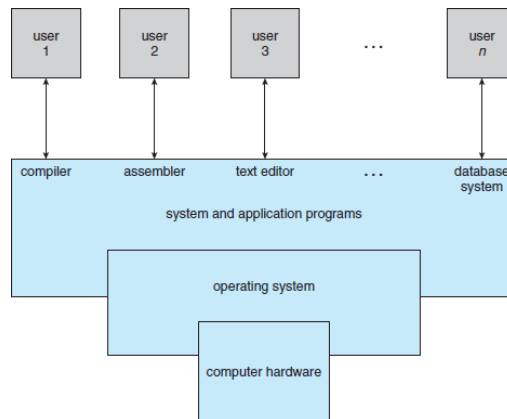 user user user user
1 2 3 ... n
compiler assembler text editor ... database
system
system and application programs
operating system
computer hardware